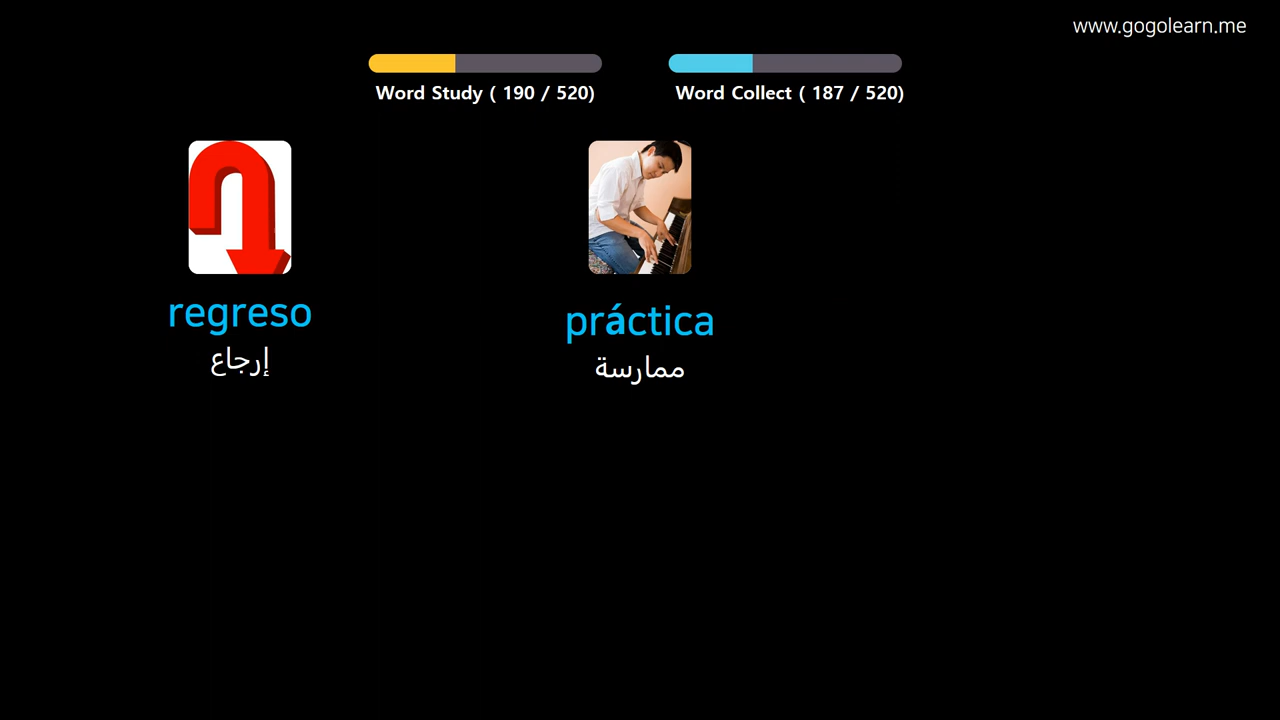 www.gogolearn.me
Word Study ( 190 / 520)
Word Collect ( 187 / 520)
regreso
إرجاع
práctica
ممارسة